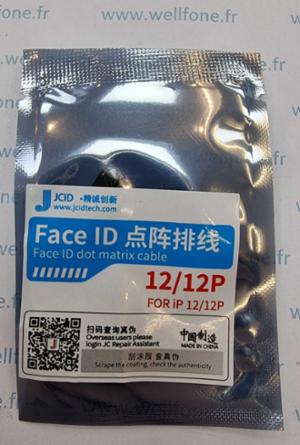 www.wellfone.fr
JCID · 精诚创新
www.jcidtech.com
Face ID 点阵排线
Face ID dot matrix cable
12/12P
FOR iP 12/12P
扫码查询真伪
Overseas users please
login JC Repair Assistant
中国制造
MADE IN CHINA
刮涂层 查真伪
Scrape the coating, check the authenticity